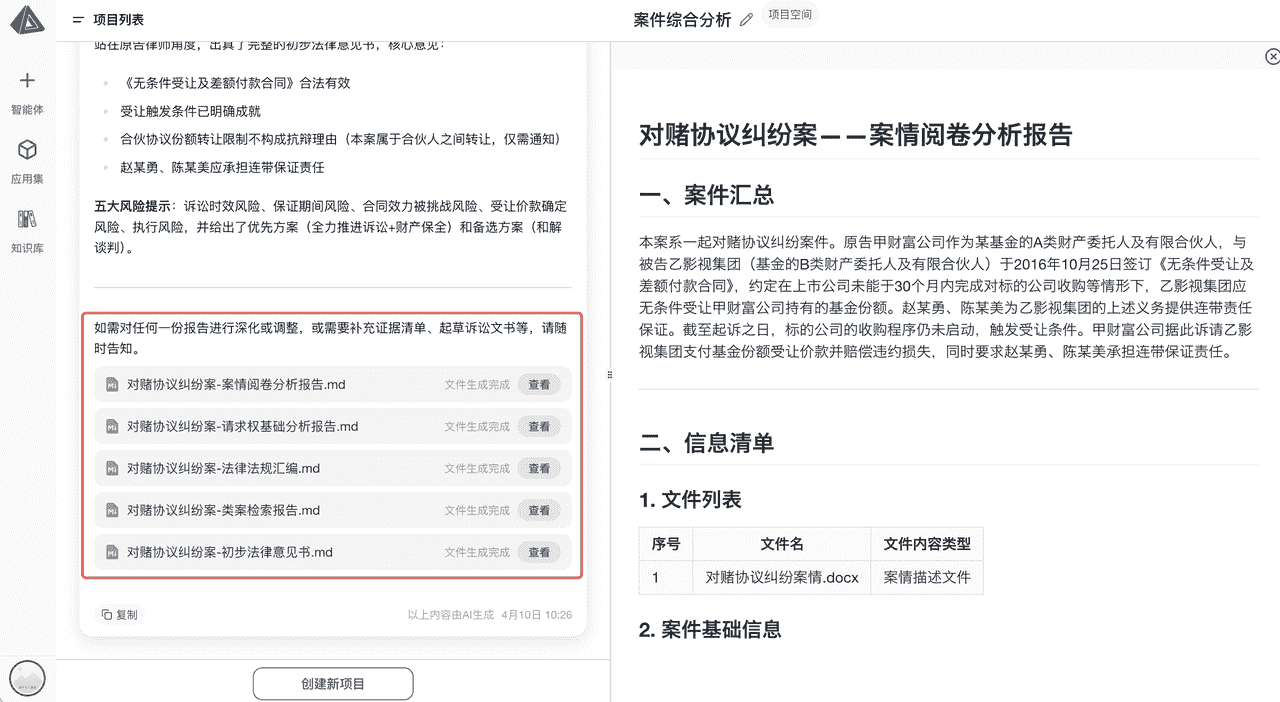 项目列表
案件综合分析
项目空间
智能体
应用集
知识库
站在原告律师角度，出具了完整的初步法律意见书，核心意见：
《无条件受让及差额付款合同》合法有效
受让触发条件已明确成就
合伙协议份额转让限制不构成抗辩理由（本案属于合伙人之间转让，仅需通知）
赵某勇、陈某美应承担连带保证责任
五大风险提示：诉讼时效风险、保证期间风险、合同效力被挑战风险、受让价款确定
风险、执行风险，并给出了优先方案（全力推进诉讼+财产保全）和备选方案（和解
谈判）。
如需对任何一份报告进行深化或调整，或需要补充证据清单、起草诉讼文书等，请随
时告知。
对赌协议纠纷案-案情阅卷分析报告.md 文件生成完成 查看
对赌协议纠纷案-请求权基础分析报告.md 文件生成完成 查看
对赌协议纠纷案-法律法规汇编.md 文件生成完成 查看
对赌协议纠纷案-类案检索报告.md 文件生成完成 查看
对赌协议纠纷案-初步法律意见书.md 文件生成完成 查看
复制
以上内容由AI生成 4月10日 10:26
创建新项目
对赌协议纠纷案——案情阅卷分析报告
一、案件汇总
本案系一起对赌协议纠纷案件。原告甲财富公司作为某基金的A类财产委托人及有限合伙人，与
被告乙影视集团（基金的B类财产委托人及有限合伙人）于2016年10月25日签订《无条件受让及
差额付款合同》，约定在上市公司未能于30个月内完成对标的公司收购等情形下，乙影视集团应
无条件受让甲财富公司持有的基金份额。赵某勇、陈某美为乙影视集团的上述义务提供连带责任
保证。截至起诉之日，标的公司的收购程序仍未启动，触发受让条件。甲财富公司据此诉请乙影
视集团支付基金份额受让价款并赔偿违约损失，同时要求赵某勇、陈某美承担连带保证责任。
二、信息清单
1. 文件列表
序号 文件名 文件内容类型
1 对赌协议纠纷案情.docx 案情描述文件
2. 案件基础信息